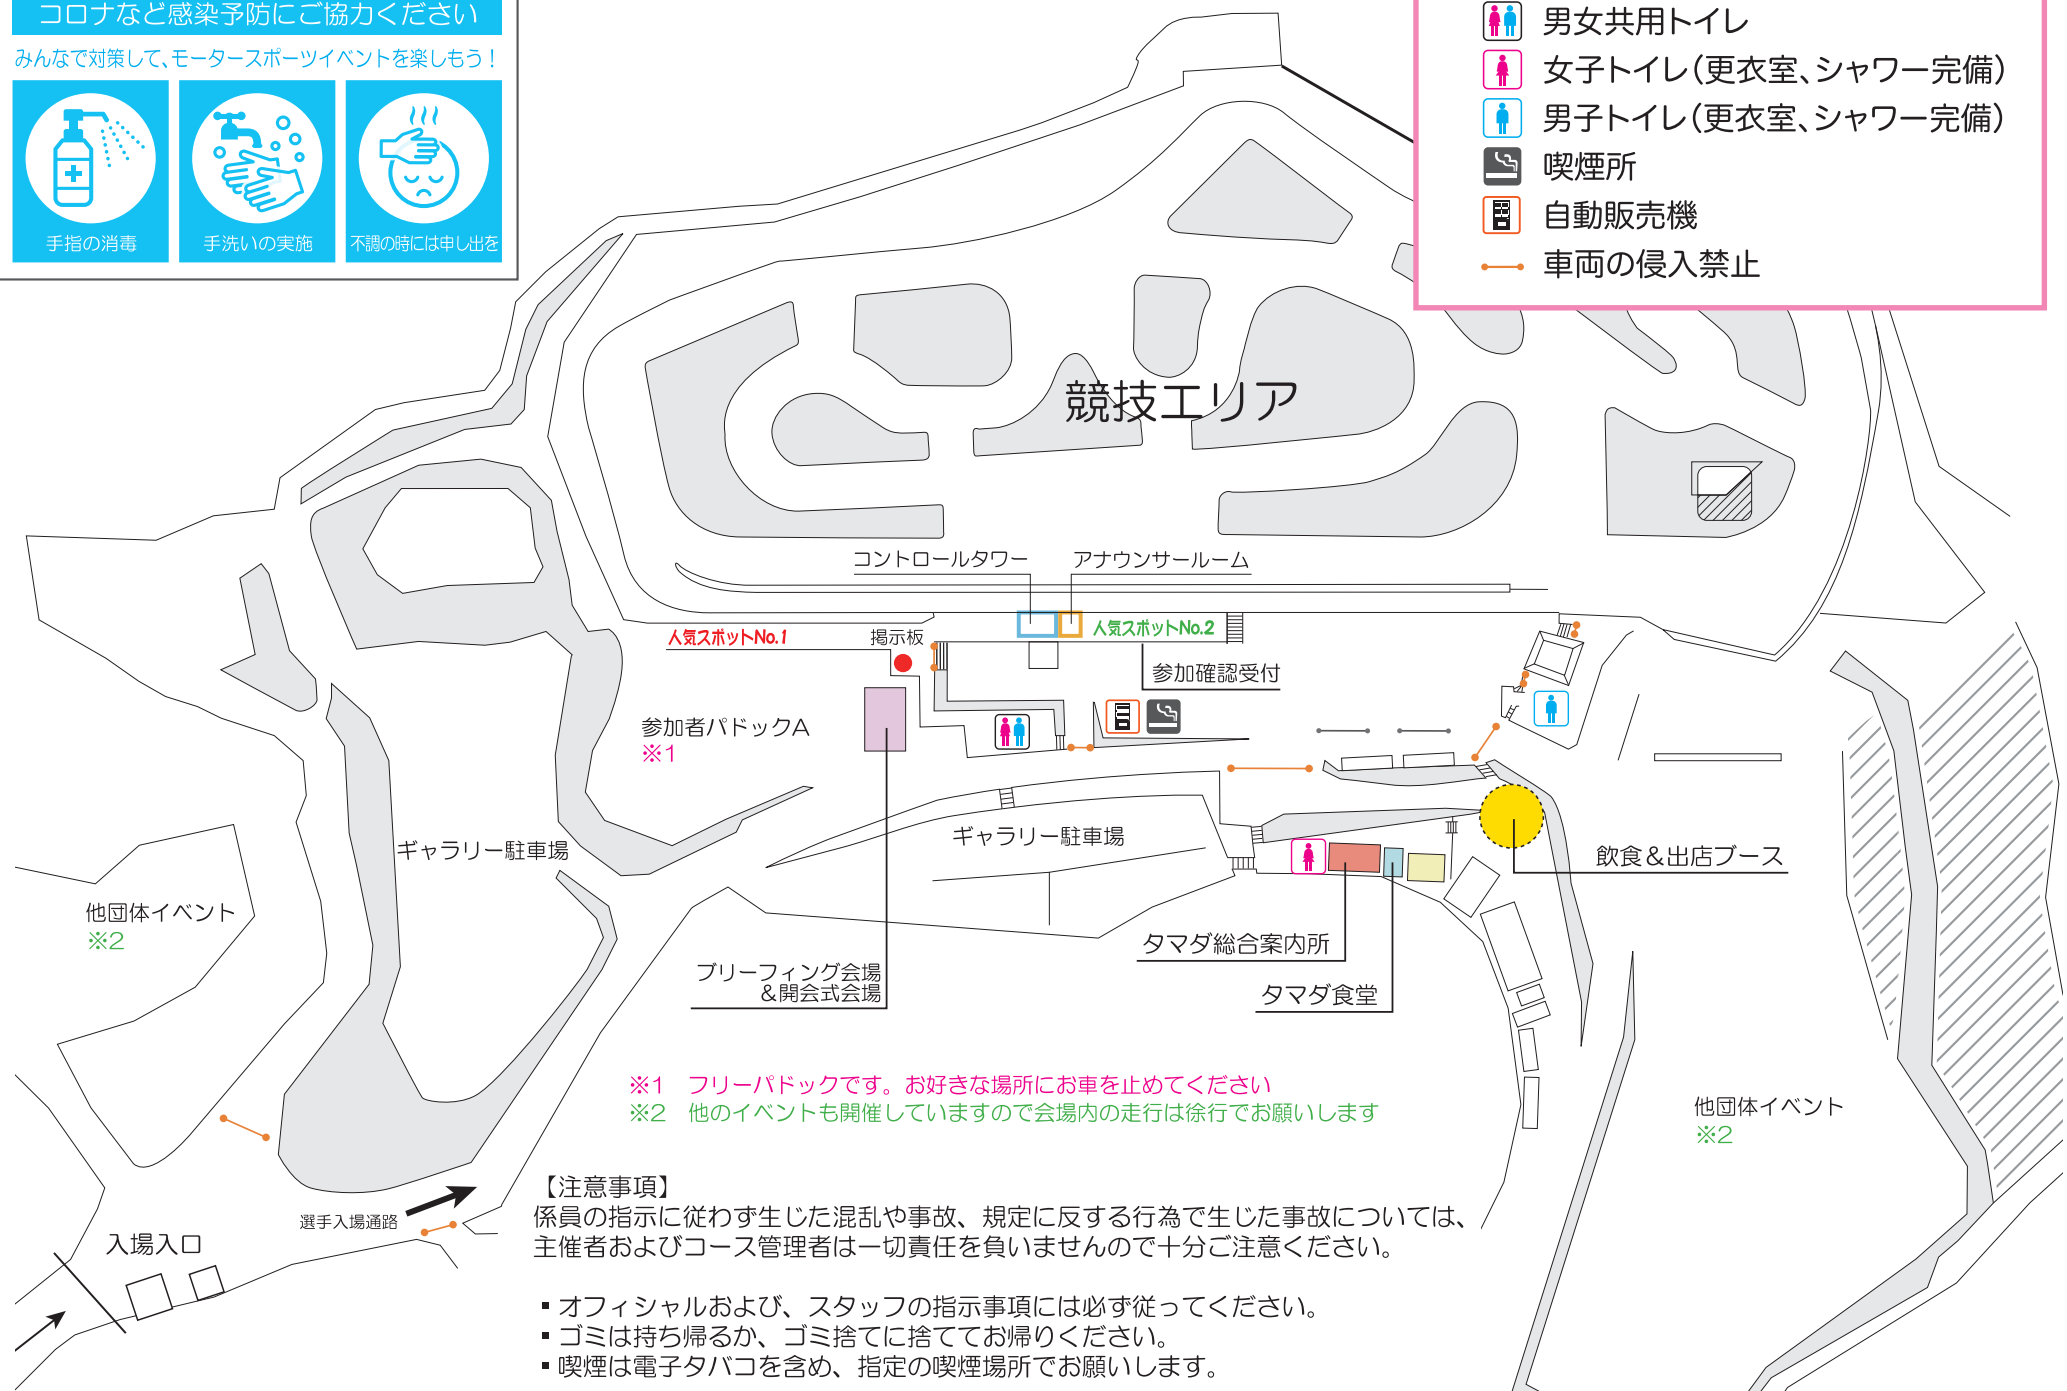 コロナなど感染予防にご協力ください
みんなで対策して、モータースポーツイベントを楽しもう！
手指の消毒
手洗いの実施
不調の時には申し出を
男女共用トイレ
女子トイレ（更衣室、シャワー完備）
男子トイレ（更衣室、シャワー完備）
喫煙所
自動販売機
車両の侵入禁止
競技エリア
コントロールタワー
アナウンサールーム
人気スポットNo.1
掲示板
人気スポットNo.2
参加確認受付
参加者パドックA
※1
ギャラリー駐車場
ギャラリー駐車場
飲食＆出店ブース
他団体イベント
※2
タマダ総合案内所
ブリーフィング会場
＆開会式会場
タマダ食堂
※1　フリーパドックです。お好きな場所にお車を止めてください
※2　他のイベントも開催していますので会場内の走行は徐行でお願いします
他団体イベント
※2
選手入場通路
入場入口
【注意事項】
係員の指示に従わず生じた混乱や事故、規定に反する行為で生じた事故については、
主催者およびコース管理者は一切責任を負いませんので十分ご注意ください。
▪オフィシャルおよび、スタッフの指示事項には必ず従ってください。
▪ゴミは持ち帰るか、ゴミ捨てに捨ててお帰りください。
▪喫煙は電子タバコを含め、指定の喫煙場所でお願いします。